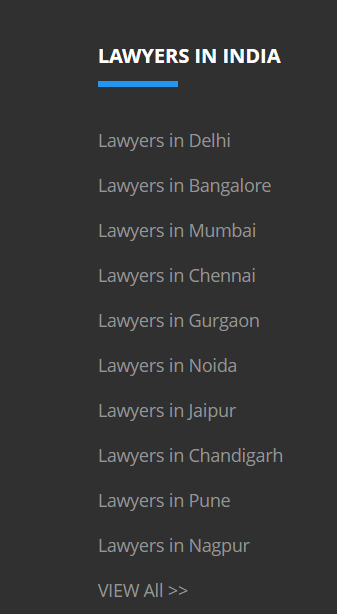 LAWYERS IN INDIA
Lawyers in Delhi
Lawyers in Bangalore
Lawyers in Mumbai
Lawyers in Chennai
Lawyers in Gurgaon
Lawyers in Noida
Lawyers in Jaipur
Lawyers in Chandigarh
Lawyers in Pune
Lawyers in Nagpur
VIEW All >>